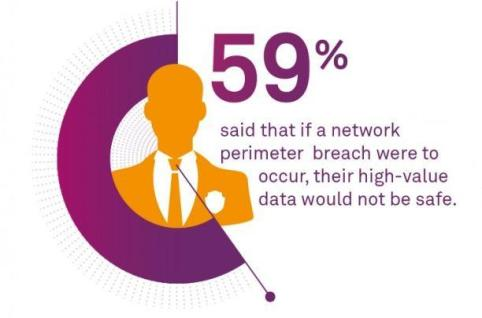 59%
said that if a network
perimeter breach were to
occur, their high-value
data would not be safe.